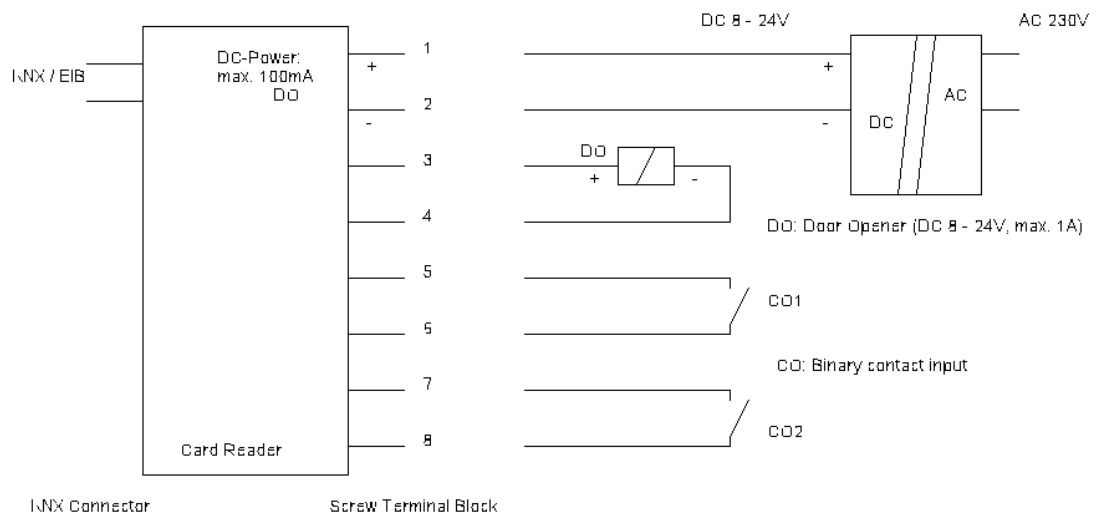 DC 8 - 24V
AC 230V
1
DC-Power:
max. 100mA
DO
KNX / EIB
+
+
AC
2
DC
-
-
3
DO
+
-
4
DO: Door Opener (DC 8 - 24V, max. 1A)
5
CO1
6
CO: Binary contact input
7
CO2
8
Card Reader
KNX Connector
Screw Terminal Block